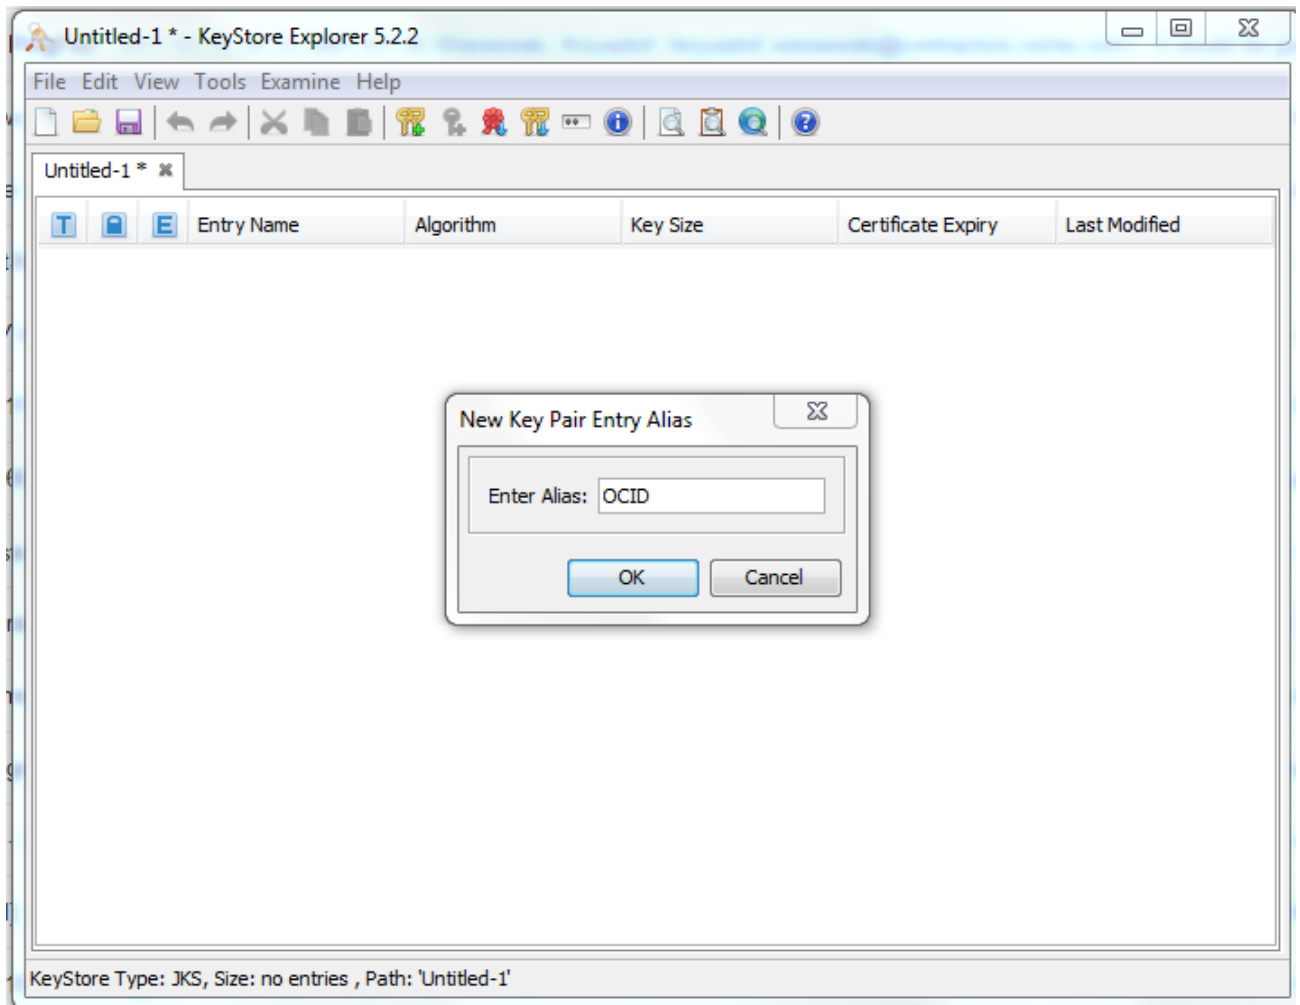 Untitled-1 * - KeyStore Explorer 5.2.2
File Edit View Tools Examine Help
Untitled-1 *
T E Entry Name Algorithm Key Size Certificate Expiry Last Modified
New Key Pair Entry Alias
Enter Alias: OCID
OK Cancel
KeyStore Type: JKS, Size: no entries , Path: 'Untitled-1'